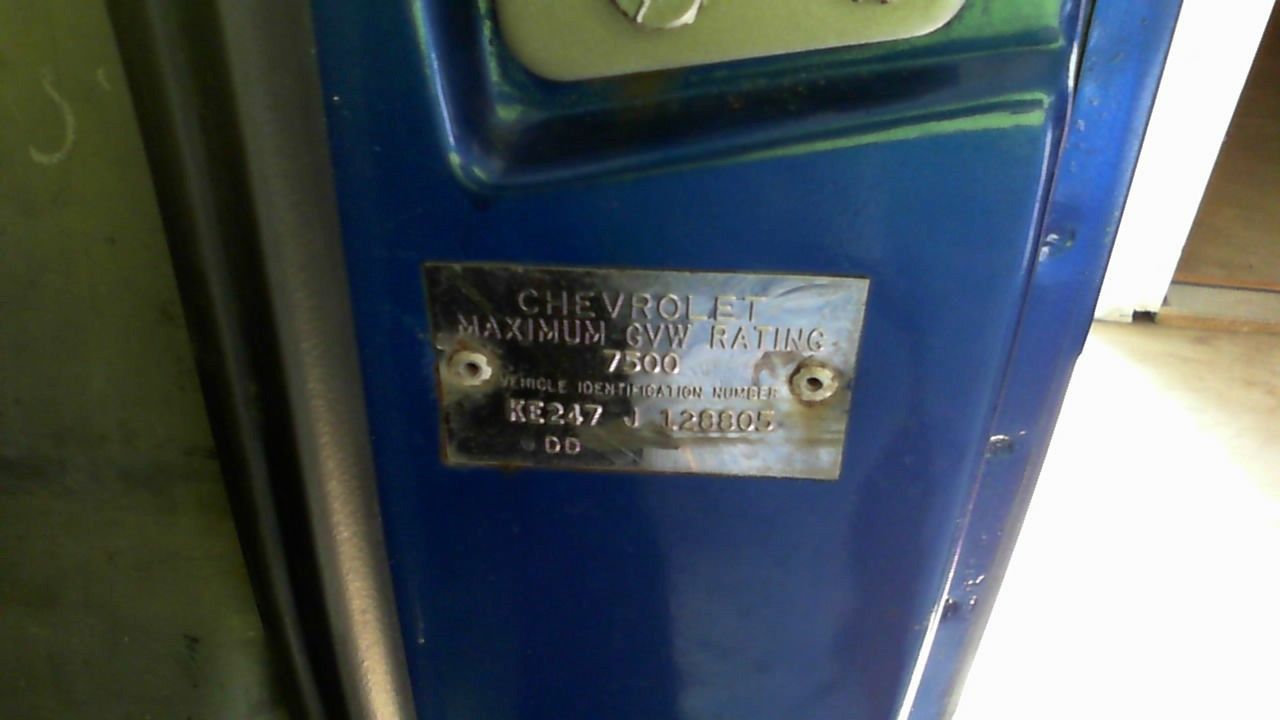 CHEVROLET
MAXIMUM GVW RATING
7500
VEHICLE IDENTIFICATION NUMBER
KE247 J 128805
DD